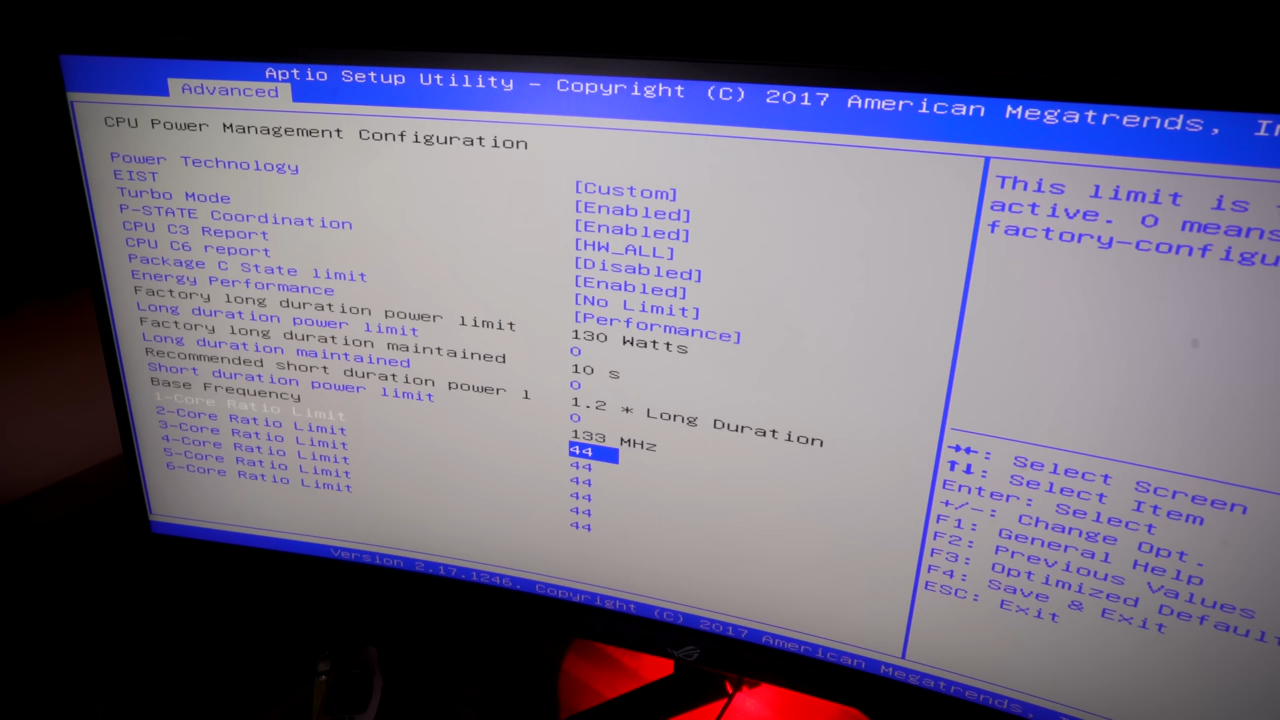 Aptio Setup Utility - Copyright (C) 2017 American Megatrends,
Advanced
CPU Power Management Configuration
Power Technology [Custom]
EIST [Enabled]
Turbo Mode [Enabled]
P-STATE Coordination [HW_ALL]
CPU C3 Report [Disabled]
CPU C6 report [Enabled]
Package C State limit [No Limit]
Energy Performance [Performance]
Factory long duration power limit 130 Watts
Long duration power limit 0
Factory long duration maintained 10 s
Long duration maintained 0
Recommended short duration power l 1.2 * Long Duration
Short duration power limit 0
Base Frequency 133 MHz
1-Core Ratio Limit 44
2-Core Ratio Limit 44
3-Core Ratio Limit 44
4-Core Ratio Limit 44
5-Core Ratio Limit 44
6-Core Ratio Limit 44
This limit is
active. 0 means
factory-configu
→←: Select Screen
↑↓: Select Item
Enter: Select
+/-: Change Opt.
F1: General Help
F2: Previous Values
F3: Optimized Defaul
F4: Save & Exit
ESC: Exit
Version 2.17.1246. Copyright (C) 2017 American Megatrends,